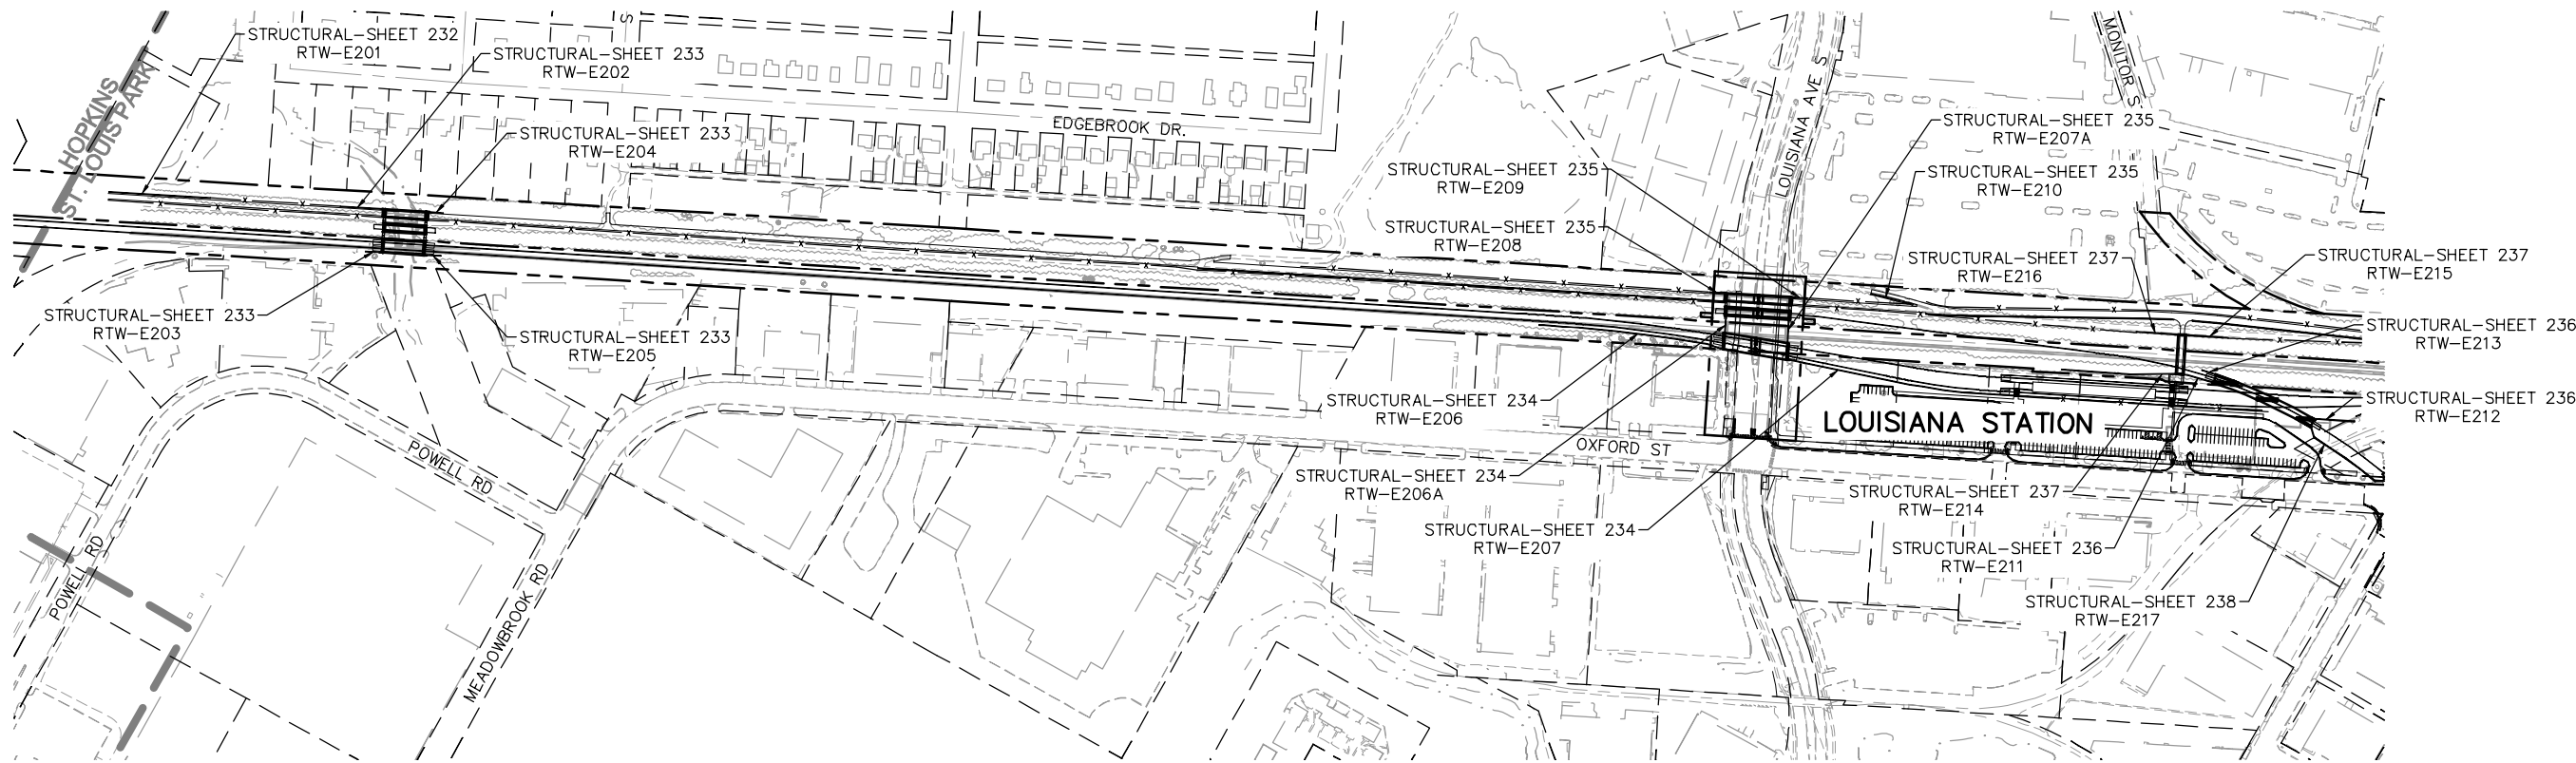 STRUCTURAL-SHEET 232
RTW-E201
STRUCTURAL-SHEET 233
RTW-E202
S
HOPKINS
ST. LOUIS PARK
STRUCTURAL-SHEET 233
RTW-E204
EDGEBROOK DR.
LOUISIANA AVE S
MONITOR S
STRUCTURAL-SHEET 235
RTW-E207A
STRUCTURAL-SHEET 235
RTW-E209
STRUCTURAL-SHEET 235
RTW-E210
STRUCTURAL-SHEET 235
RTW-E208
STRUCTURAL-SHEET 237
RTW-E216
STRUCTURAL-SHEET 237
RTW-E215
STRUCTURAL-SHEET 233
RTW-E203
STRUCTURAL-SHEET 233
RTW-E205
STRUCTURAL-SHEET 236
RTW-E213
STRUCTURAL-SHEET 234
RTW-E206
STRUCTURAL-SHEET 236
RTW-E212
LOUISIANA STATION
OXFORD ST
POWELL RD
STRUCTURAL-SHEET 234
RTW-E206A
STRUCTURAL-SHEET 237
RTW-E214
STRUCTURAL-SHEET 234
RTW-E207
STRUCTURAL-SHEET 236
RTW-E211
POWELL RD
MEADOWBROOK RD
STRUCTURAL-SHEET 238
RTW-E217